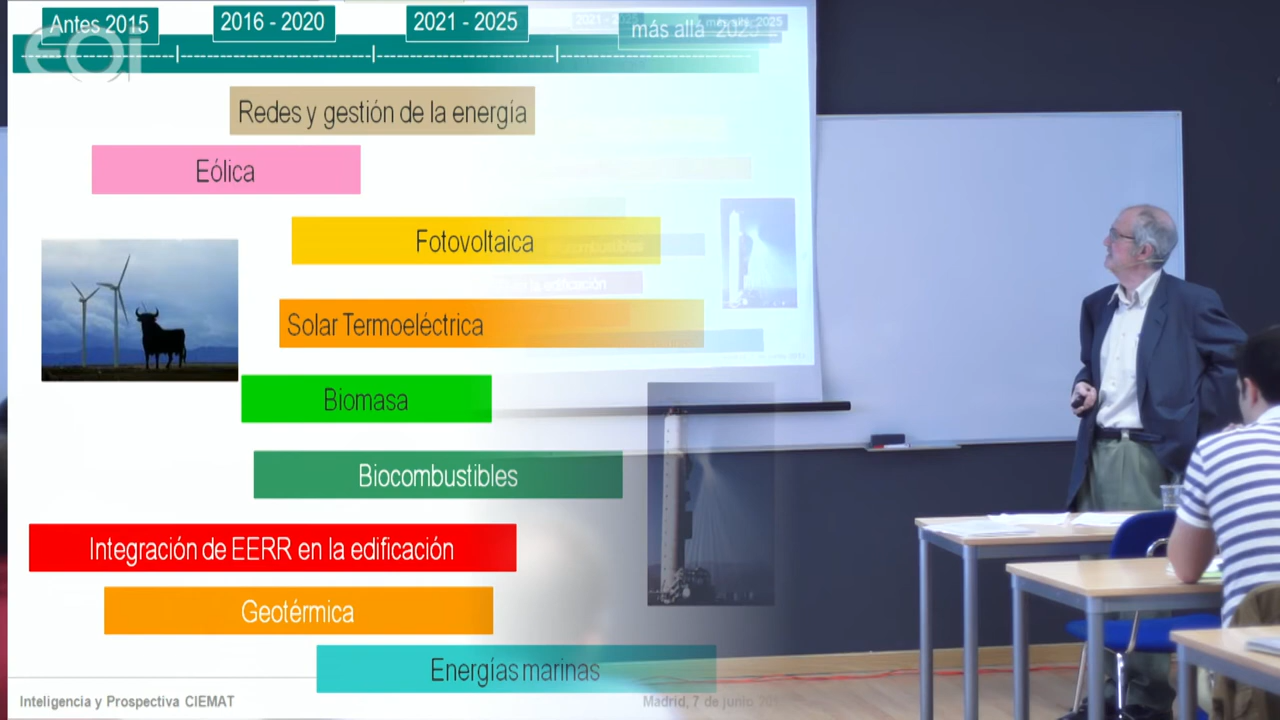 Antes 2015
2016 - 2020
2021 - 2025
más allá 2025
EOI
Redes y gestión de la energía
Eólica
Fotovoltaica
Solar Termoeléctrica
Biomasa
Biocombustibles
Integración de EERR en la edificación
Geotérmica
Energías marinas
Inteligencia y Prospectiva CIEMAT
Madrid, 7 de junio